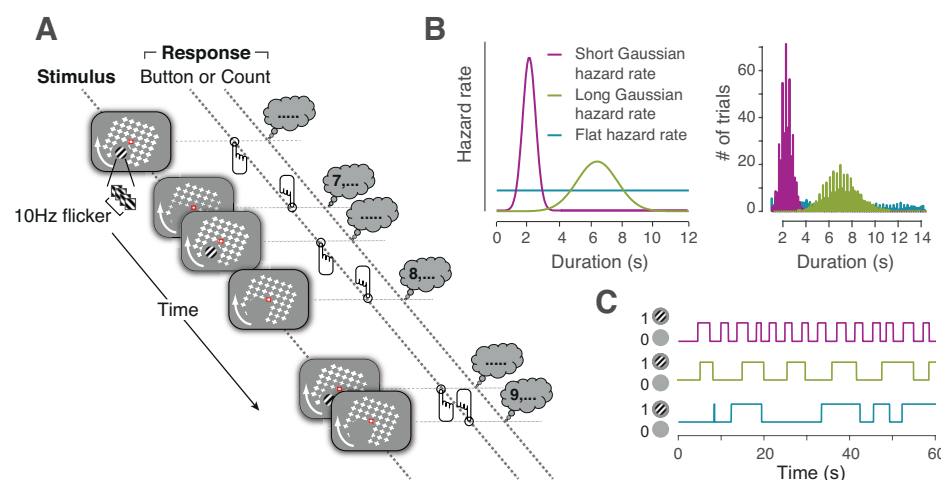 A
Response
Stimulus
Button or Count
.....
10Hz flicker
7,...
.....
8,...
Time
.....
9,...
B
Hazard rate
Short Gaussian
hazard rate
Long Gaussian
hazard rate
Flat hazard rate
0 2 4 6 8 10 12
Duration (s)
# of trials
60
40
20
0
2 4 6 8 10 12 14
Duration (s)
C
1
0
1
0
1
0
0 20 40 60
Time (s)